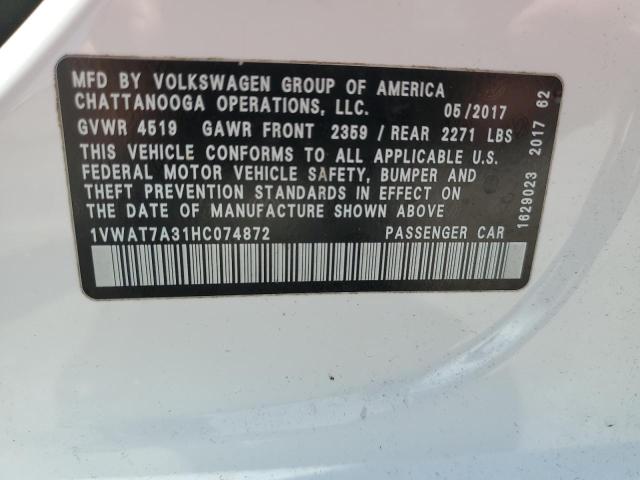 MFD BY VOLKSWAGEN GROUP OF AMERICA
CHATTANOOGA OPERATIONS, LLC. 05/2017
GVWR 4519 GAWR FRONT 2359 / REAR 2271 LBS
THIS VEHICLE CONFORMS TO ALL APPLICABLE U.S.
FEDERAL MOTOR VEHICLE SAFETY, BUMPER AND
THEFT PREVENTION STANDARDS IN EFFECT ON
THE DATE OF MANUFACTURE SHOWN ABOVE.
1VWAT7A31HC074872 PASSENGER CAR
1629023 2017 62